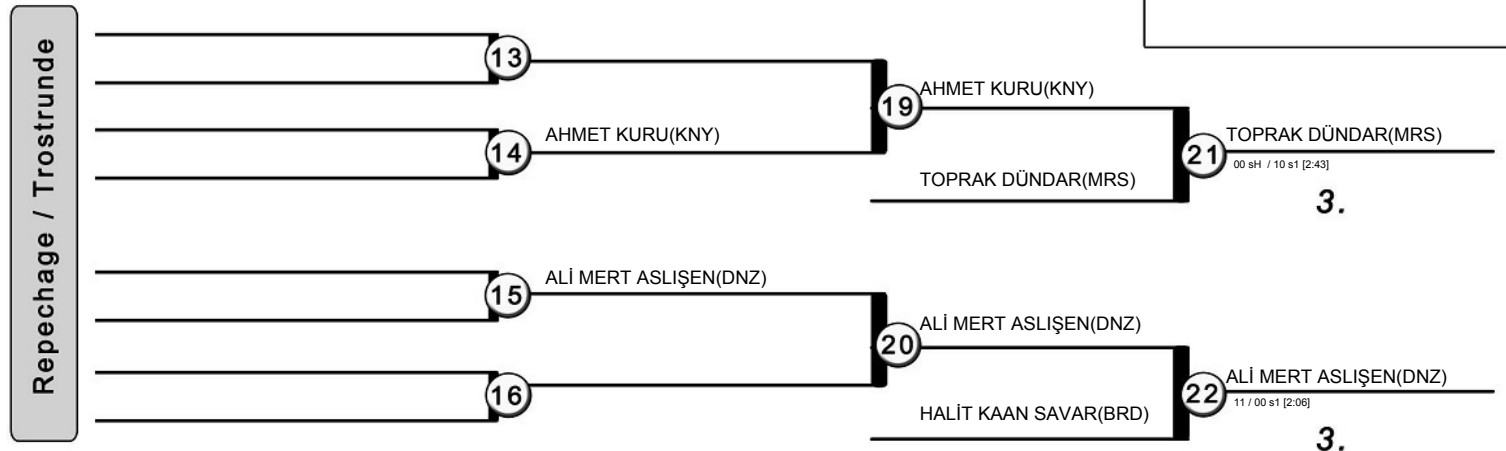 Repechage / Trostrunde
13
14
AHMET KURU(KNY)
19
AHMET KURU(KNY)
TOPRAK DÜNDAR(MRS)
21
TOPRAK DÜNDAR(MRS)
00 sH / 10 s1 [2:43]
3.
15
ALİ MERT ASLIŞEN(DNZ)
16
20
ALİ MERT ASLIŞEN(DNZ)
HALİT KAAN SAVAR(BRD)
22
ALİ MERT ASLIŞEN(DNZ)
11 / 00 s1 [2:06]
3.